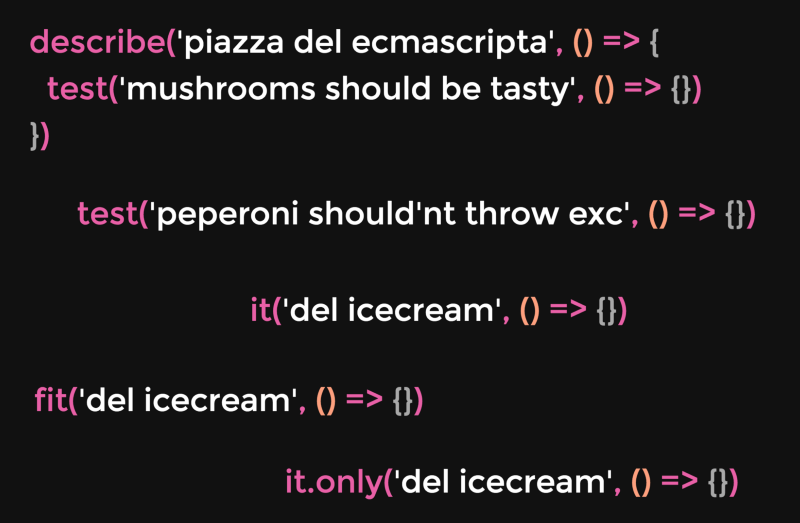 describe('piazza del ecmascripta', () => {
test('mushrooms should be tasty', () => {})
})
test('peperoni should'nt throw exc', () => {})
it('del icecream', () => {})
fit('del icecream', () => {})
it.only('del icecream', () => {})